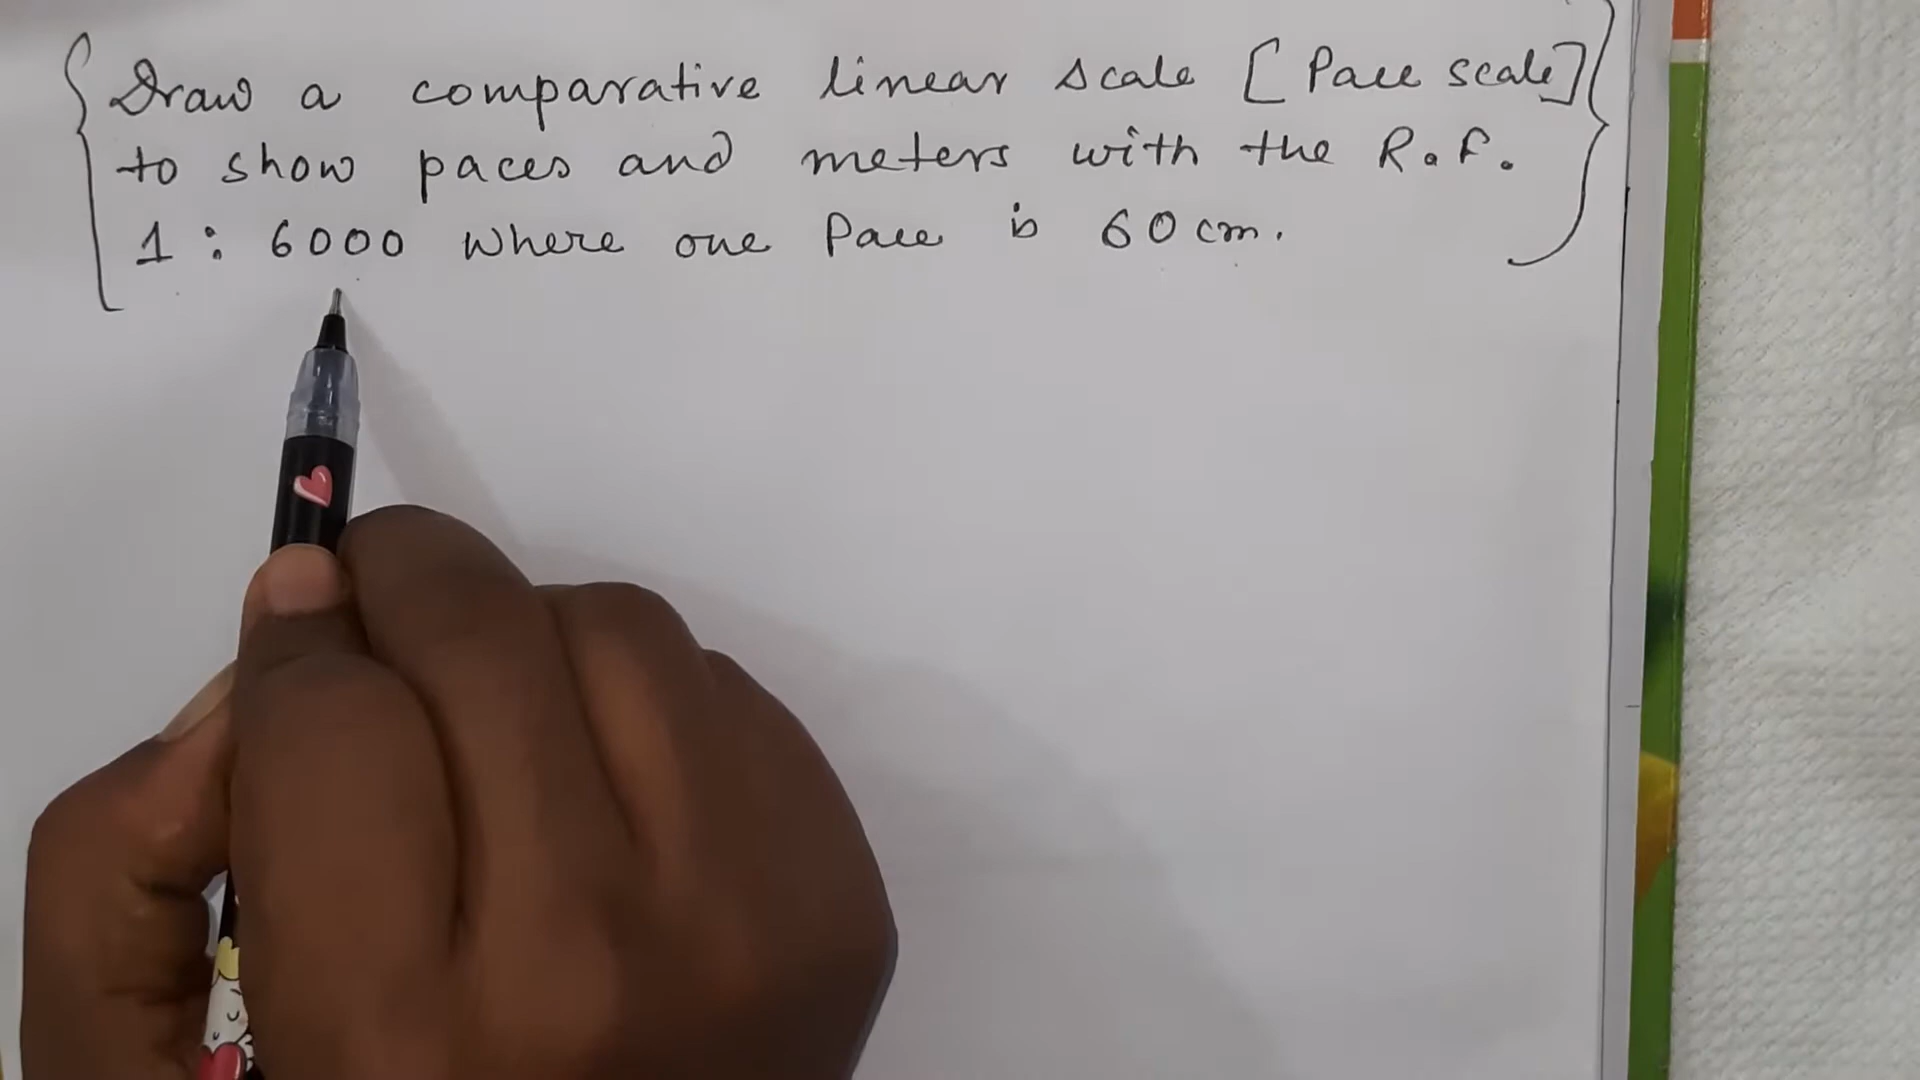 Draw a comparative linear scale [Pace scale]
to show paces and meters with the R.F.
1 : 6000 where one Pace is 60 cm.